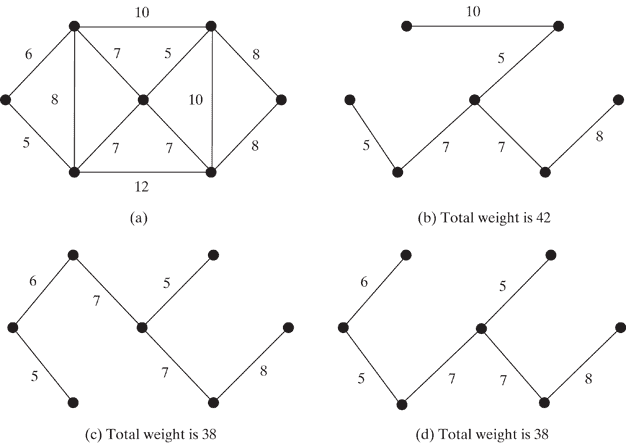 10
6 7 5 8
8 10
5 7 7 8
12
(a)
10
5
5 7 7 8
(b) Total weight is 42
6 7 5
5 7 8
(c) Total weight is 38
6 5
5 7 7 8
(d) Total weight is 38